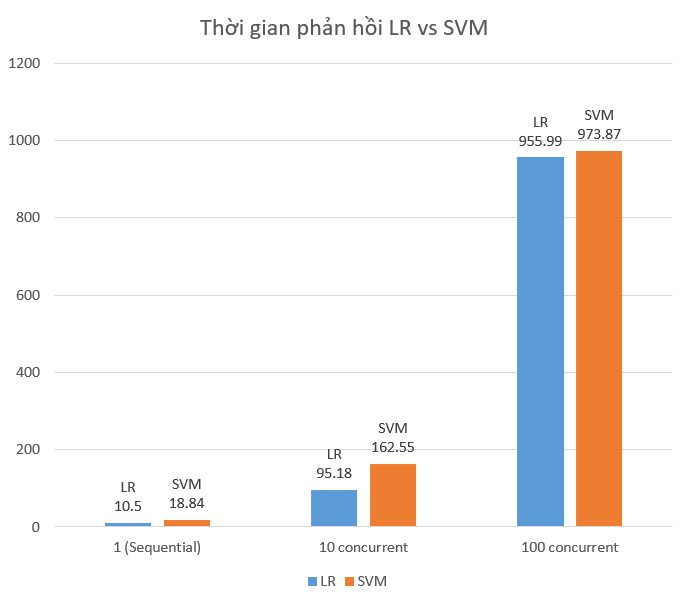 Thời gian phản hồi LR vs SVM
1200
1000
800
600
400
200
0
LR
10.5
SVM
18.84
LR
95.18
SVM
162.55
LR
955.99
SVM
973.87
1 (Sequential)
10 concurrent
100 concurrent
LR
SVM